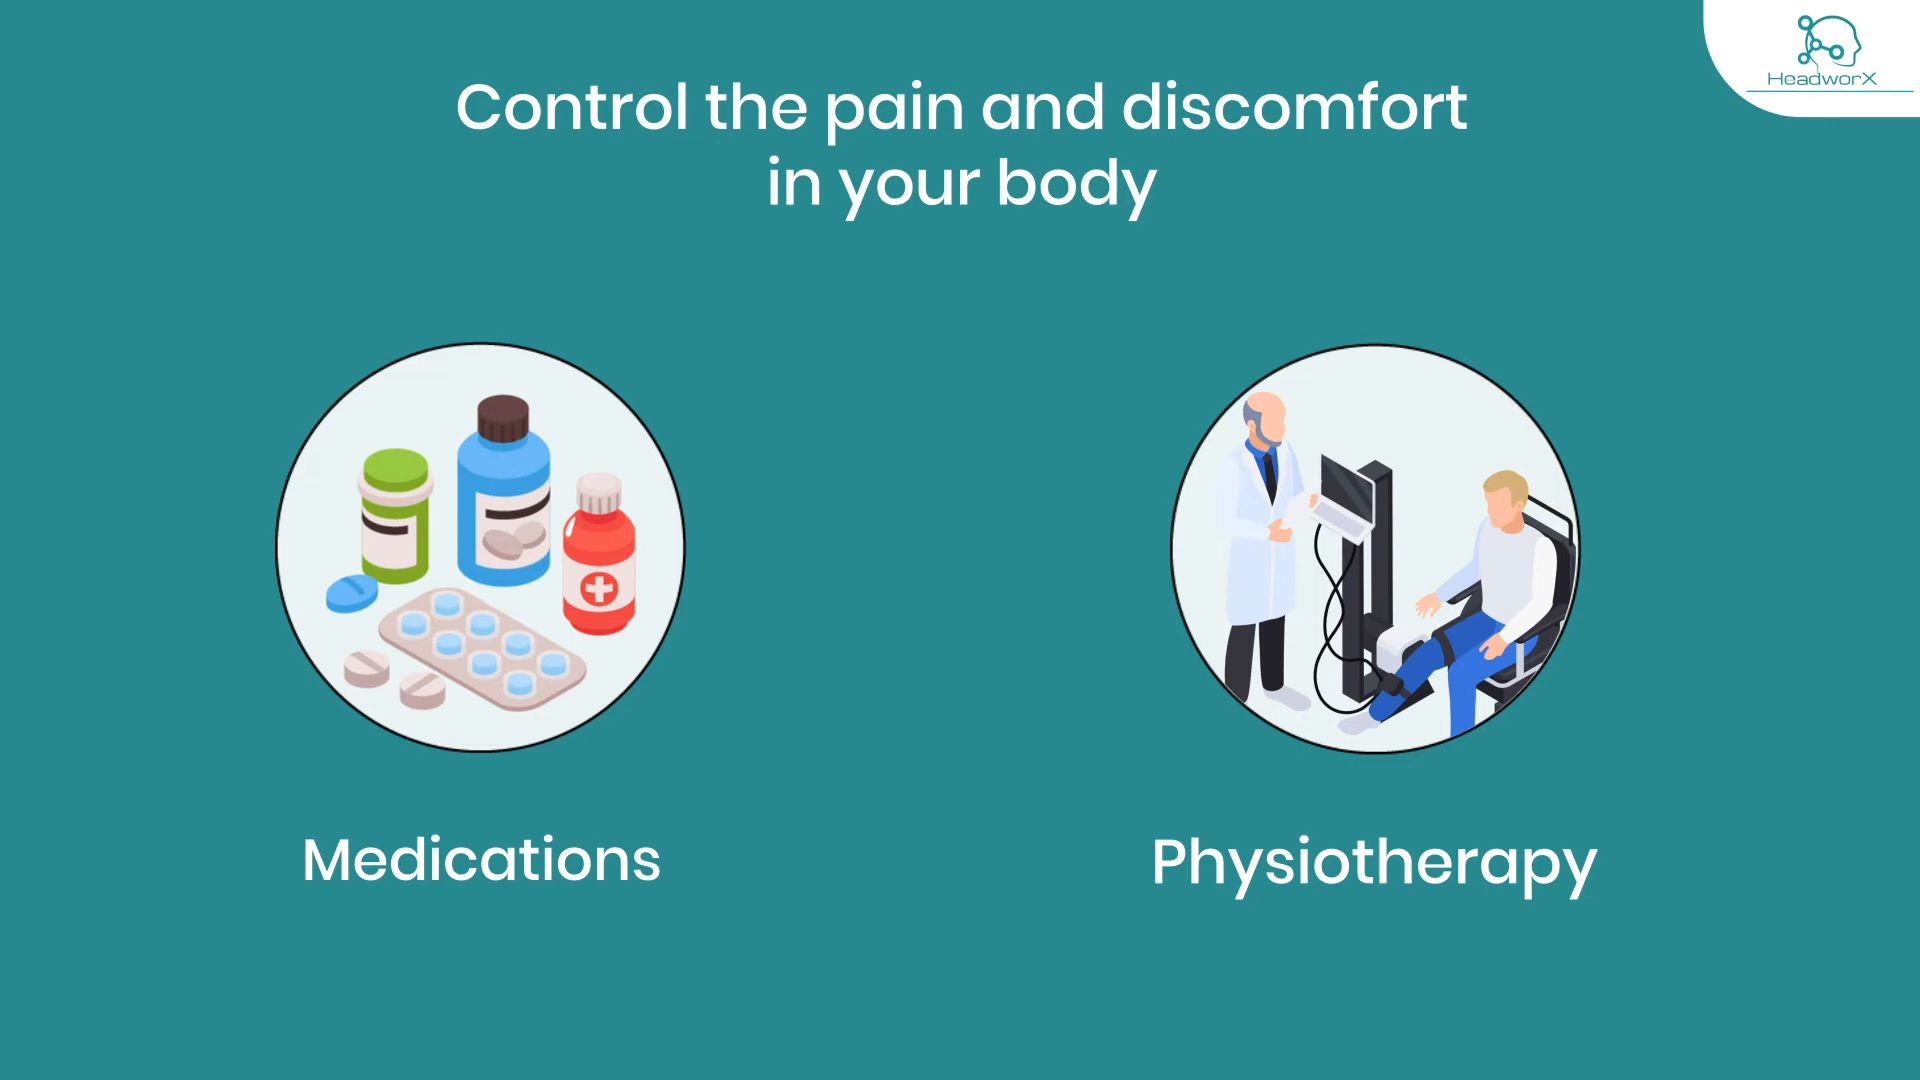 HeadworX
Control the pain and discomfort
in your body
Medications
Physiotherapy